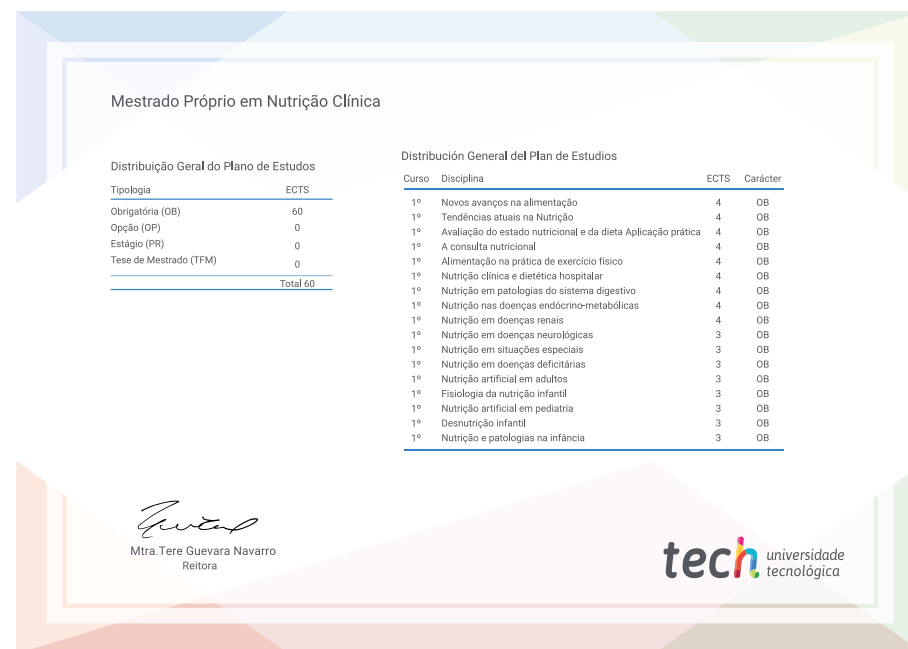 Mestrado Próprio em Nutrição Clínica
Distribuição Geral do Plano de Estudos
Tipologia ECTS
Obrigatória (OB) 60
Opção (OP) 0
Estágio (PR) 0
Tese de Mestrado (TFM) 0
Total 60
Distribución General del Plan de Estudios
Curso Disciplina ECTS Carácter
1º Novos avanços na alimentação 4 OB
1º Tendências atuais na Nutrição 4 OB
1º Avaliação do estado nutricional e da dieta Aplicação prática 4 OB
1º A consulta nutricional 4 OB
1º Alimentação na prática de exercício físico 4 OB
1º Nutrição clínica e dietética hospitalar 4 OB
1º Nutrição em patologias do sistema digestivo 4 OB
1º Nutrição nas doenças endócrino-metabólicas 4 OB
1º Nutrição em doenças renais 4 OB
1º Nutrição em doenças neurológicas 3 OB
1º Nutrição em situações especiais 3 OB
1º Nutrição em doenças deficitárias 3 OB
1º Nutrição artificial em adultos 3 OB
1º Fisiologia da nutrição infantil 3 OB
1º Nutrição artificial em pediatria 3 OB
1º Desnutrição infantil 3 OB
1º Nutrição e patologias na infância 3 OB
Mtra.Tere Guevara Navarro
Reitora
tech universidade
tecnológica